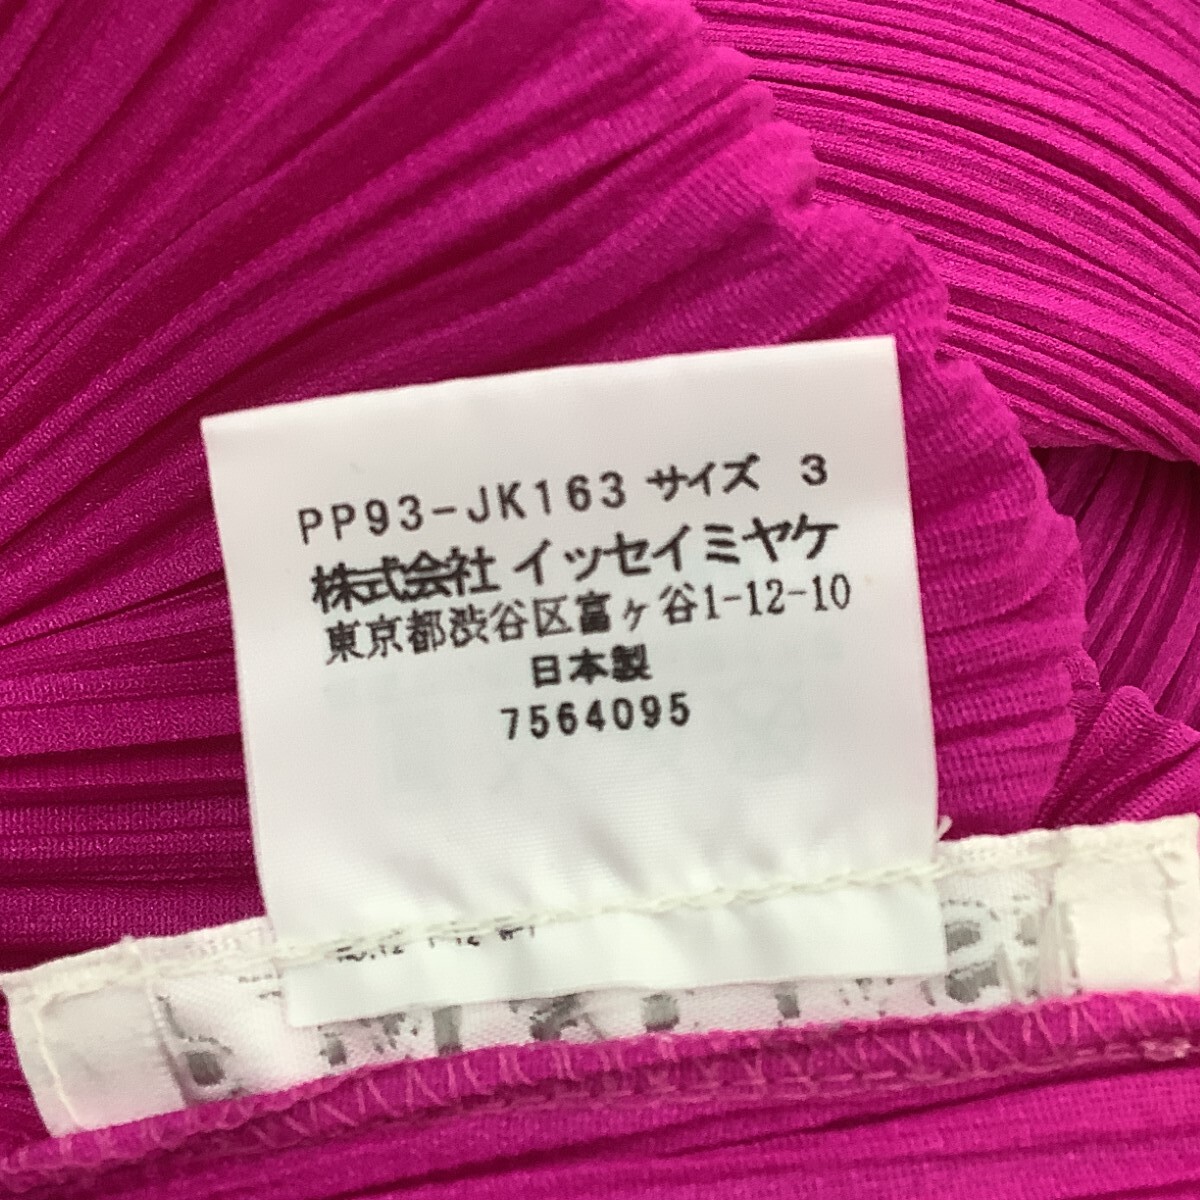 PP93-JK163 サイズ 3
株式会社 イッセイミヤケ
東京都渋谷区富ヶ谷1-12-10
日本製
7564095